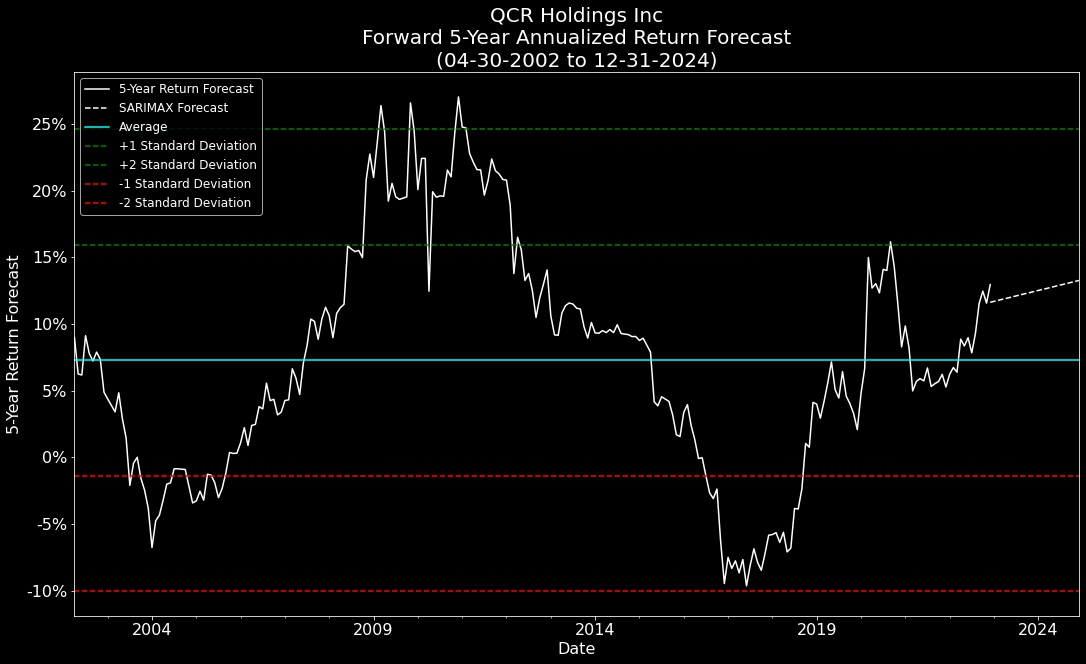 QCR Holdings Inc
Forward 5-Year Annualized Return Forecast
(04-30-2002 to 12-31-2024)
5-Year Return Forecast
SARIMAX Forecast
Average
+1 Standard Deviation
+2 Standard Deviation
-1 Standard Deviation
-2 Standard Deviation
25%
20%
15%
10%
5%
0%
-5%
-10%
5-Year Return Forecast
2004
2009
2014
2019
2024
Date